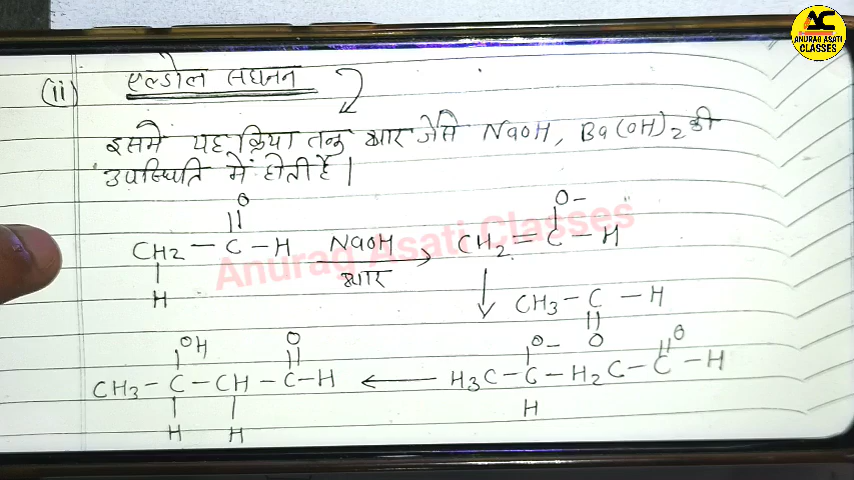 AC
ANURAG ASATI
CLASSES
(ii) एल्डोल संघनन
इसमे यह क्रिया तनु क्षार जैसे NaOH, Ba(OH)2 की
उपस्थिति में होती है |
O O-
CH2 - C - H NaOH CH2 = C - H
H क्षार
CH3 - C - H
OH O O- O O
CH3 - C - CH - C - H ← H3C - C - H2C - C - H
H H H
Anurag Asati Classes